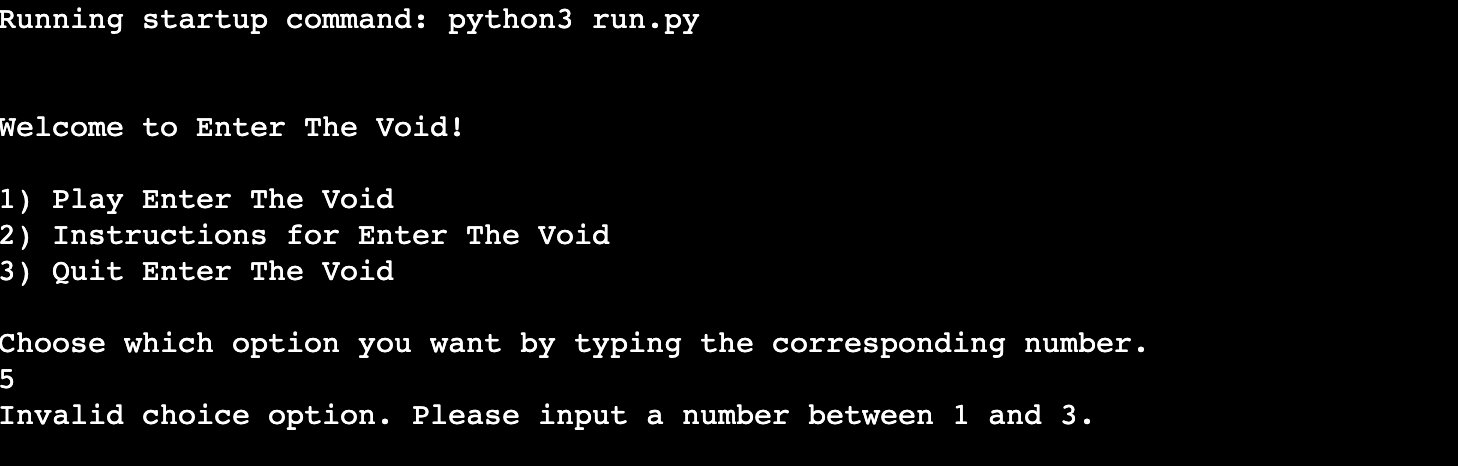 Running startup command: python3 run.py
Welcome to Enter The Void!
1) Play Enter The Void
2) Instructions for Enter The Void
3) Quit Enter The Void
Choose which option you want by typing the corresponding number.
5
Invalid choice option. Please input a number between 1 and 3.